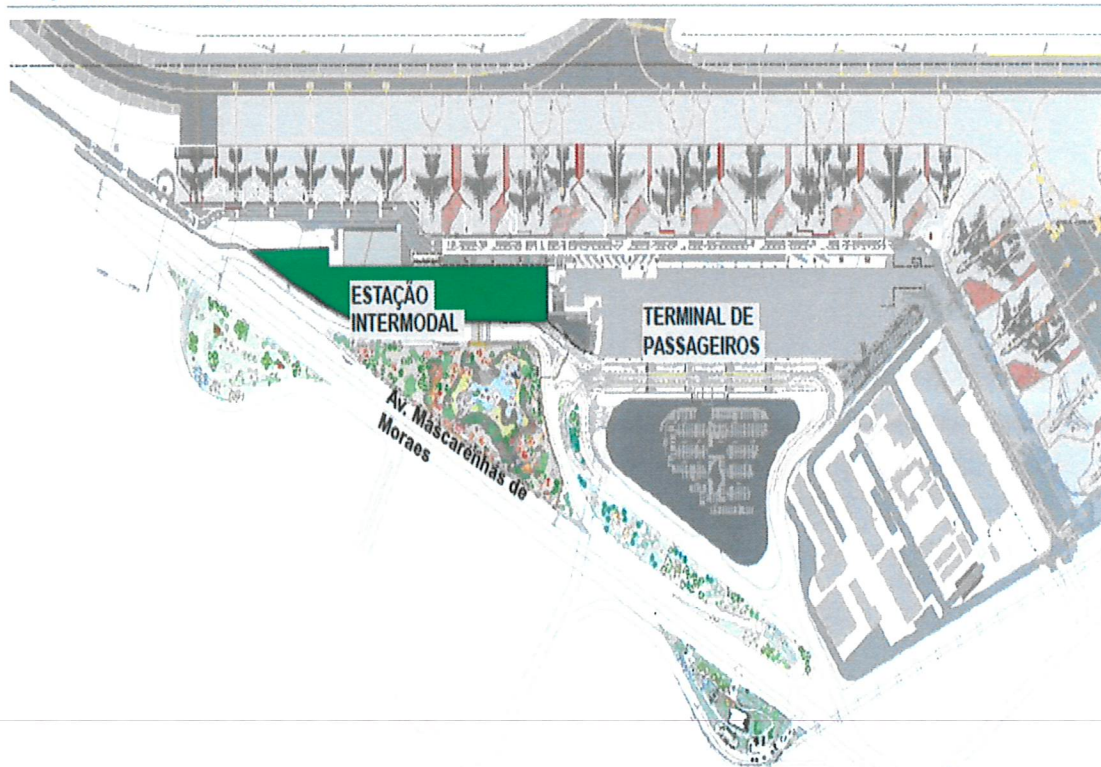 ESTAÇÃO
INTERMODAL
TERMINAL DE
PASSAGEIROS
Av. Mascarenhas de
Moraes